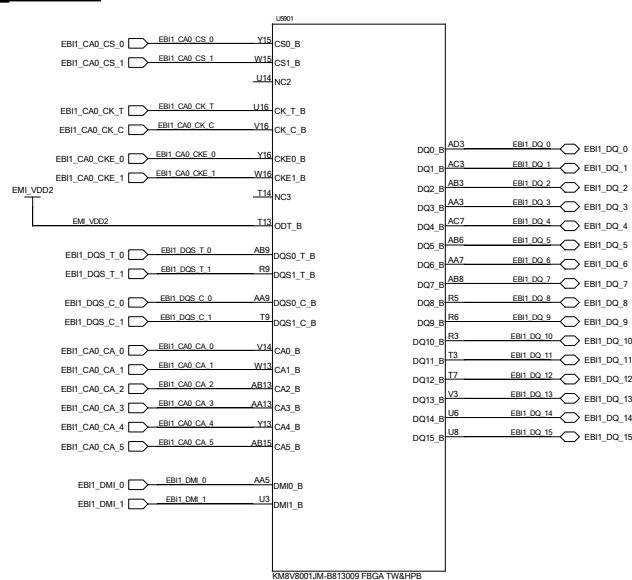 U5901
EBI1_CA0_CS_0 EBI1_CA0_CS_0 Y15 CS0_B
EBI1_CA0_CS_1 EBI1_CA0_CS_1 W15 CS1_B
U14 NC2
EBI1_CA0_CK_T EBI1_CA0_CK_T U16 CK_T_B
EBI1_CA0_CK_C EBI1_CA0_CK_C V16 CK_C_B
EBI1_CA0_CKE_0 EBI1_CA0_CKE_0 Y16 CKE0_B
EBI1_CA0_CKE_1 EBI1_CA0_CKE_1 W16 CKE1_B
EMI_VDD2 T14 NC3
EMI_VDD2 T13 ODT_B
EBI1_DQS_T_0 EBI1_DQS_T_0 AB9 DQS0_T_B
EBI1_DQS_T_1 EBI1_DQS_T_1 R9 DQS1_T_B
EBI1_DQS_C_0 EBI1_DQS_C_0 AA9 DQS0_C_B
EBI1_DQS_C_1 EBI1_DQS_C_1 T9 DQS1_C_B
EBI1_CA0_CA_0 EBI1_CA0_CA_0 V14 CA0_B
EBI1_CA0_CA_1 EBI1_CA0_CA_1 W13 CA1_B
EBI1_CA0_CA_2 EBI1_CA0_CA_2 AB13 CA2_B
EBI1_CA0_CA_3 EBI1_CA0_CA_3 AA13 CA3_B
EBI1_CA0_CA_4 EBI1_CA0_CA_4 Y13 CA4_B
EBI1_CA0_CA_5 EBI1_CA0_CA_5 AB15 CA5_B
EBI1_DMI_0 EBI1_DMI_0 AA5 DMI0_B
EBI1_DMI_1 EBI1_DMI_1 U3 DMI1_B
DQ0_B AD3 EBI1_DQ_0 EBI1_DQ_0
DQ1_B AC3 EBI1_DQ_1 EBI1_DQ_1
DQ2_B AB3 EBI1_DQ_2 EBI1_DQ_2
DQ3_B AA3 EBI1_DQ_3 EBI1_DQ_3
DQ4_B AC7 EBI1_DQ_4 EBI1_DQ_4
DQ5_B AB6 EBI1_DQ_5 EBI1_DQ_5
DQ6_B AA7 EBI1_DQ_6 EBI1_DQ_6
DQ7_B AB8 EBI1_DQ_7 EBI1_DQ_7
DQ8_B R5 EBI1_DQ_8 EBI1_DQ_8
DQ9_B R6 EBI1_DQ_9 EBI1_DQ_9
DQ10_B R3 EBI1_DQ_10 EBI1_DQ_10
DQ11_B T3 EBI1_DQ_11 EBI1_DQ_11
DQ12_B T7 EBI1_DQ_12 EBI1_DQ_12
DQ13_B V3 EBI1_DQ_13 EBI1_DQ_13
DQ14_B U6 EBI1_DQ_14 EBI1_DQ_14
DQ15_B U8 EBI1_DQ_15 EBI1_DQ_15
KM8V8001JM-B813009 FBGA TW&HPB